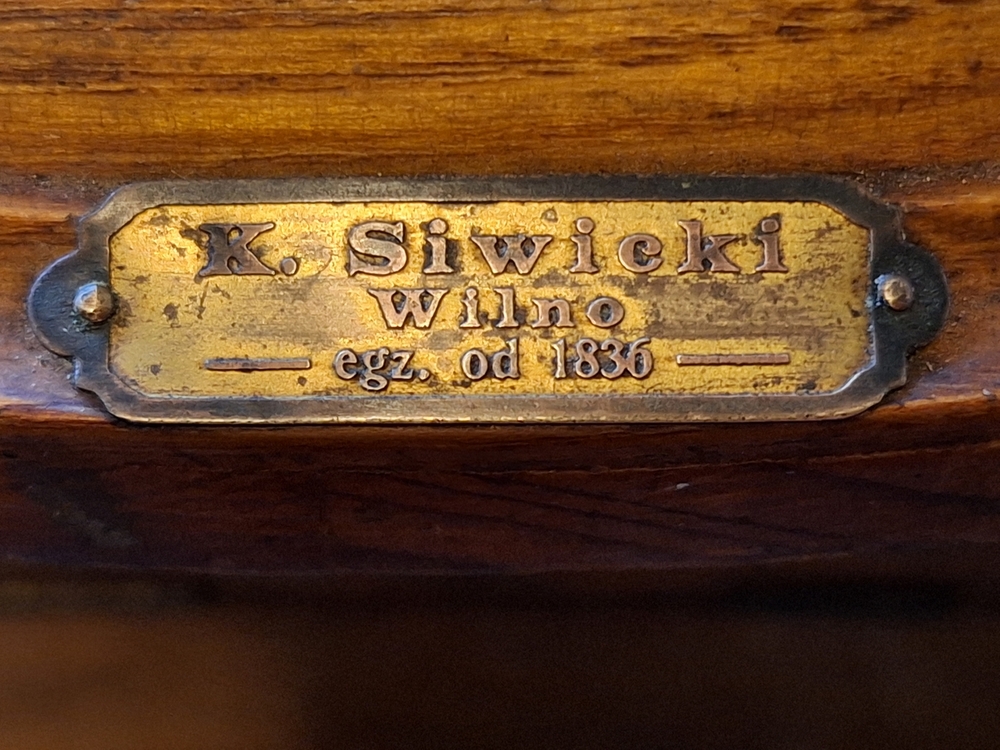 K. Siwicki
Wilno
egz. od 1836